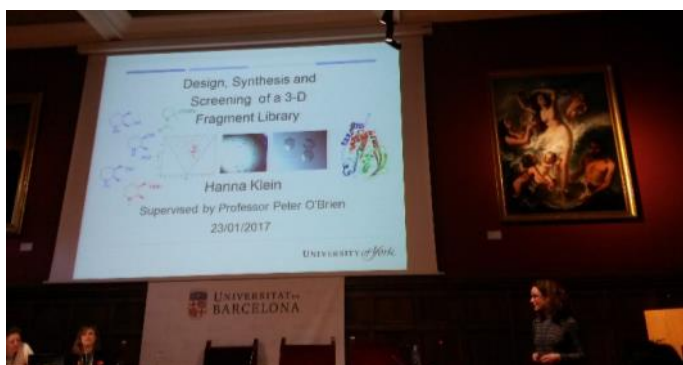 Design, Synthesis and
Screening of a 3-D
Fragment Library
Hanna Klein
Supervised by Professor Peter O'Brien
23/01/2017
UNIVERSITY of York
UNIVERSITAT DE
BARCELONA